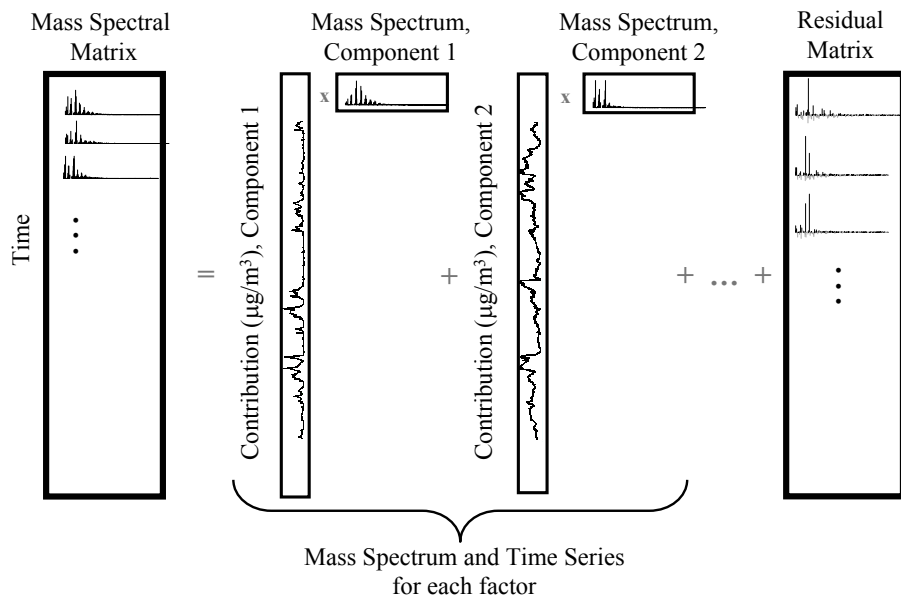 Mass Spectral
Matrix
Mass Spectrum,
Component 1
Mass Spectrum,
Component 2
Residual
Matrix
Time
=
Contribution (µg/m³), Component 1
x
+
Contribution (µg/m³), Component 2
x
+ ... +
Mass Spectrum and Time Series
for each factor